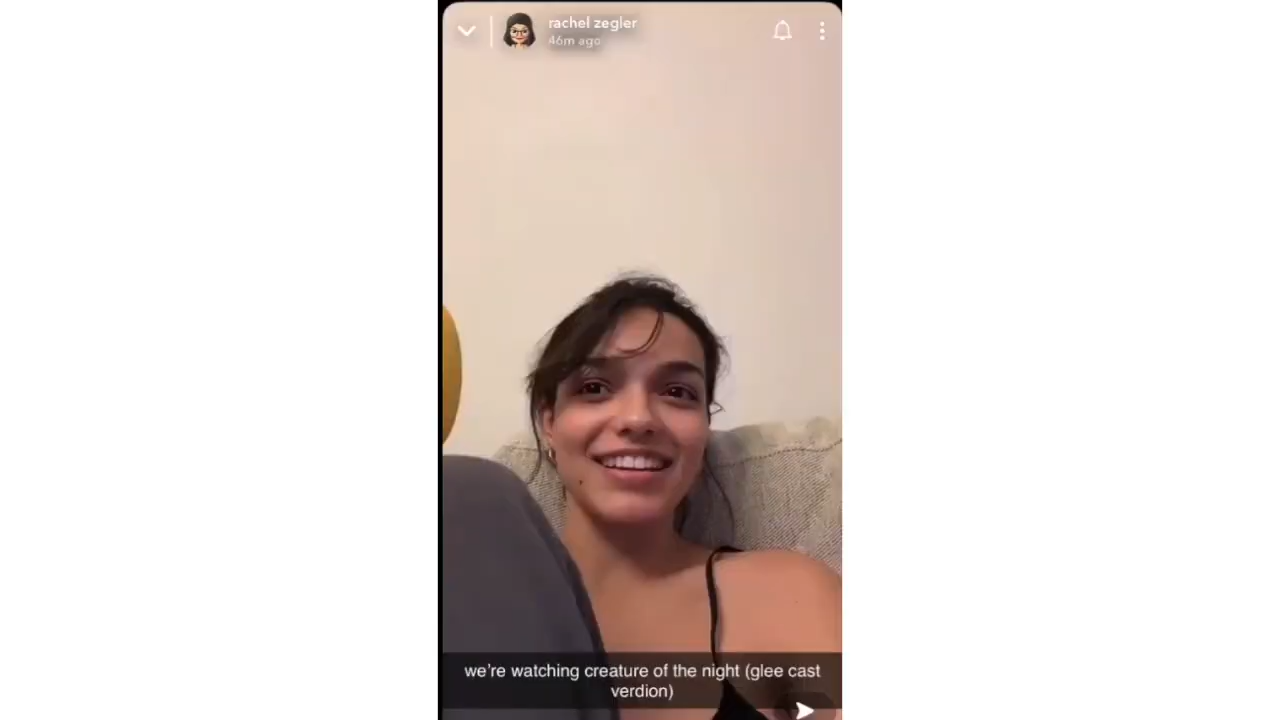 rachel zegler
46m ago
we're watching creature of the night (glee cast
verdion)